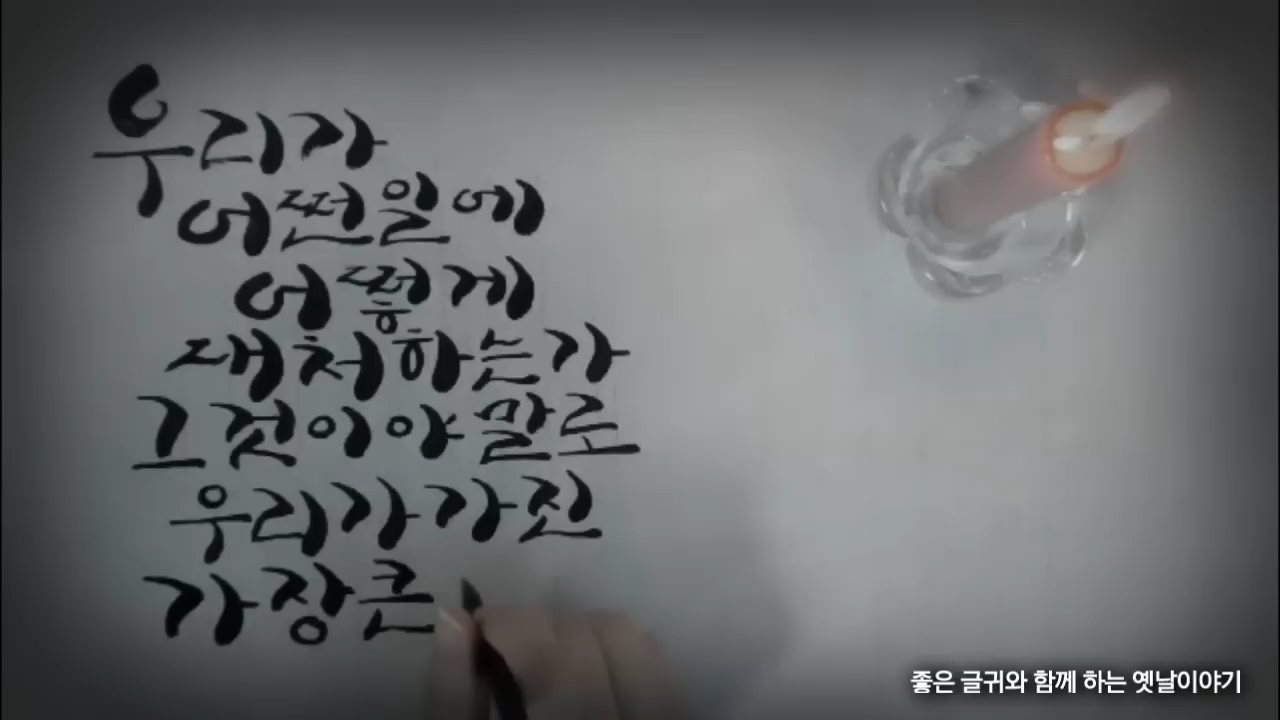 우리가
어쩐일에
어떻게
대처하는가
그것이야말로
우리가 가진
가장 큰
좋은 글귀와 함께 하는 옛날이야기